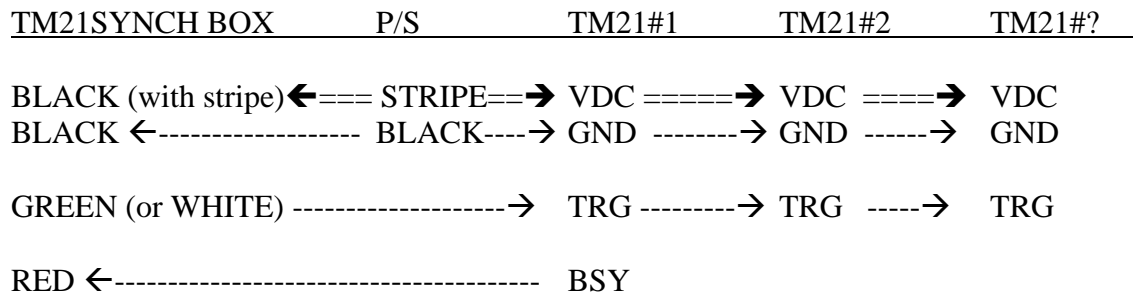 TM21SYNCH BOX P/S TM21#1 TM21#2 TM21#?
BLACK (with stripe)🡸=== STRIPE==🡺 VDC =====🡺 VDC ====🡺 VDC
BLACK ←------------------- BLACK----→ GND --------→ GND ------→ GND
GREEN (or WHITE) --------------------→ TRG ---------→ TRG -----→ TRG
RED ←---------------------------------------- BSY